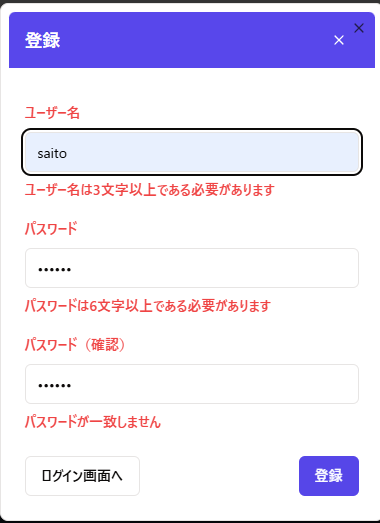 登録
ユーザー名
saito
ユーザー名は3文字以上である必要があります
パスワード
••••••
パスワードは6文字以上である必要があります
パスワード（確認）
••••••
パスワードが一致しません
ログイン画面へ
登録